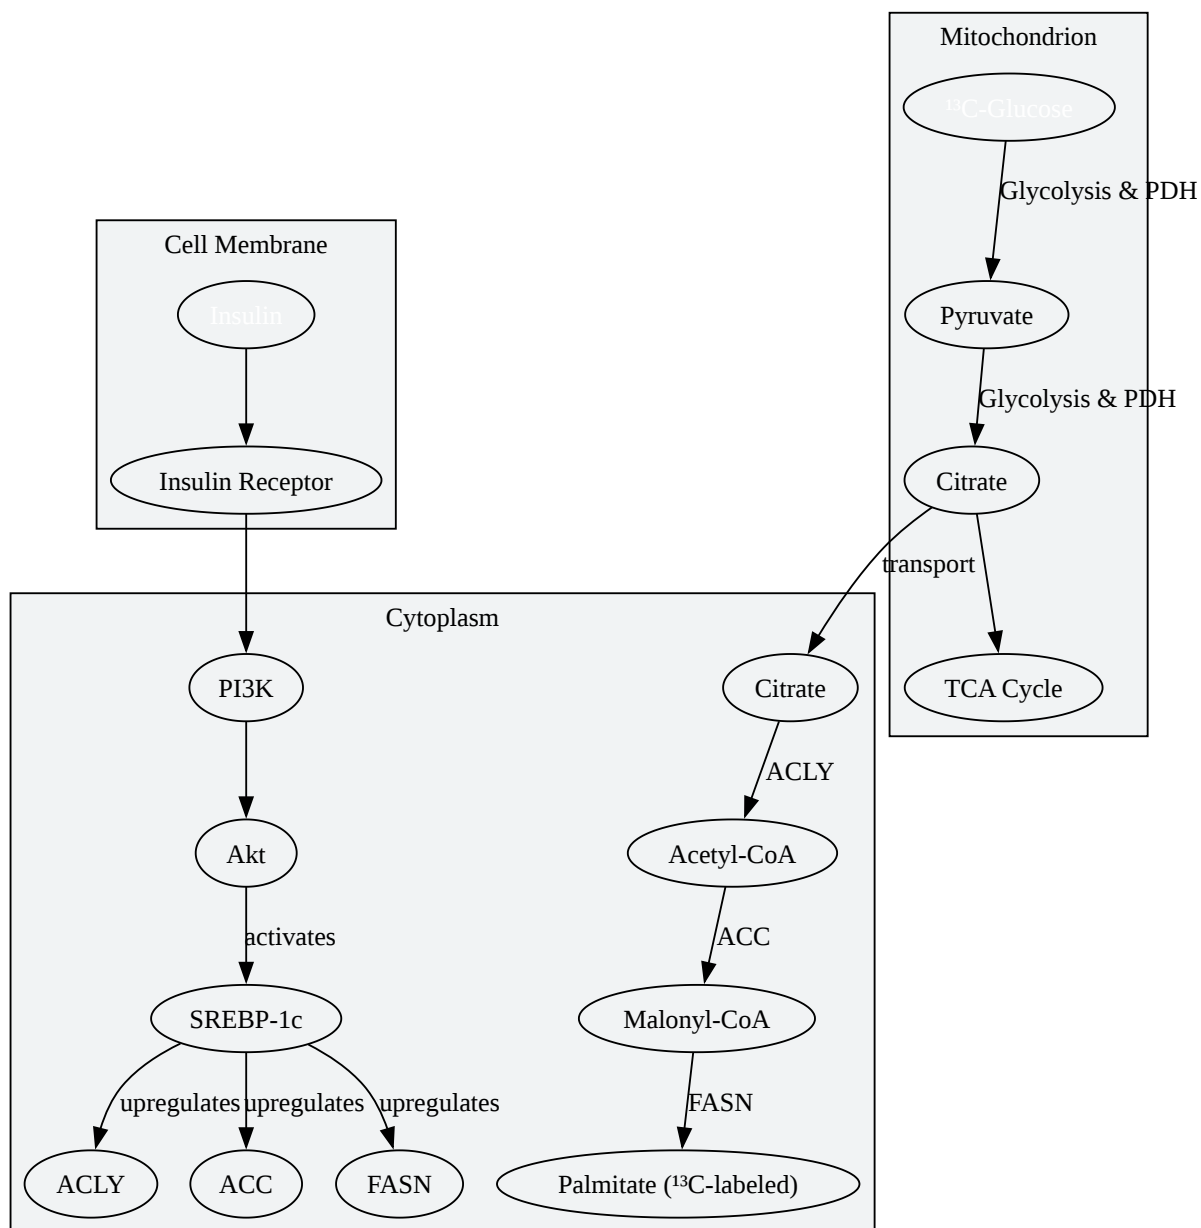 Mitochondrion
¹³C-Glucose
Glycolysis & PDH
Cell Membrane
Insulin
Pyruvate
Glycolysis & PDH
Insulin Receptor
Citrate
transport
Cytoplasm
PI3K
Citrate
TCA Cycle
ACLY
Akt
Acetyl-CoA
activates
ACC
SREBP-1c
Malonyl-CoA
upregulates
upregulates
upregulates
FASN
ACLY
ACC
FASN
Palmitate (¹³C-labeled)